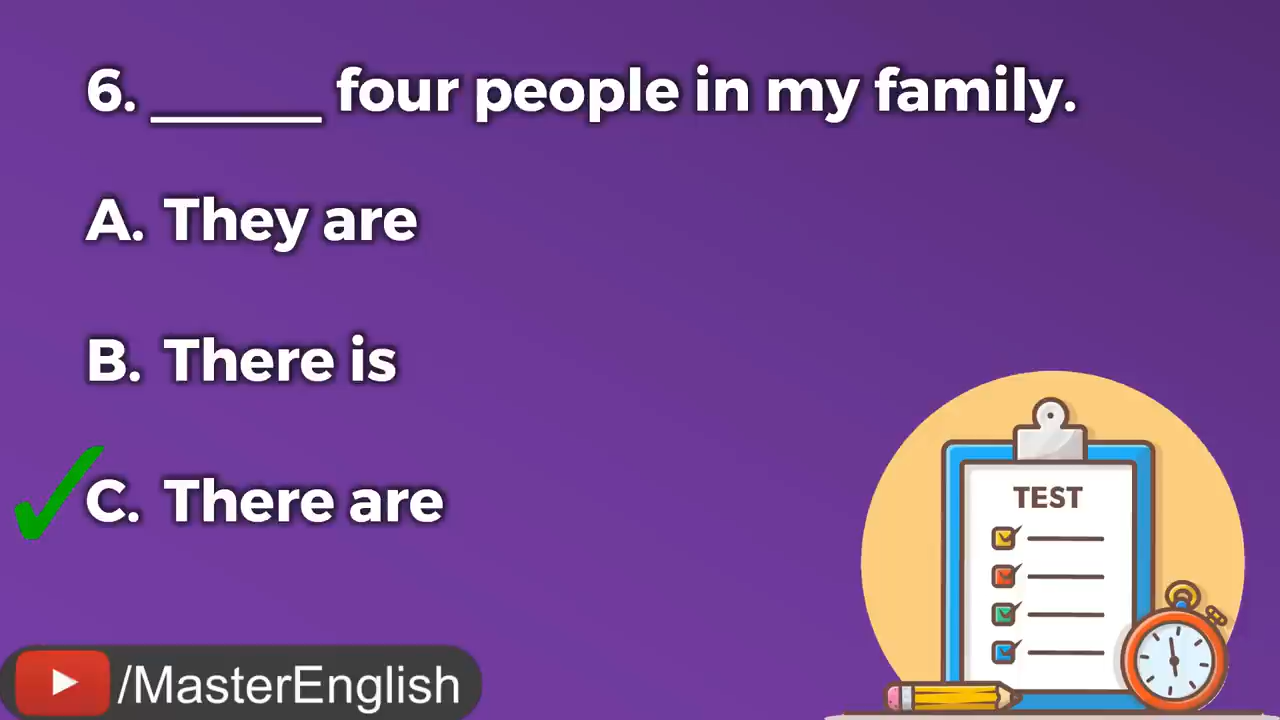 6. ______ four people in my family.
A. They are
B. There is
C. There are
TEST
/MasterEnglish